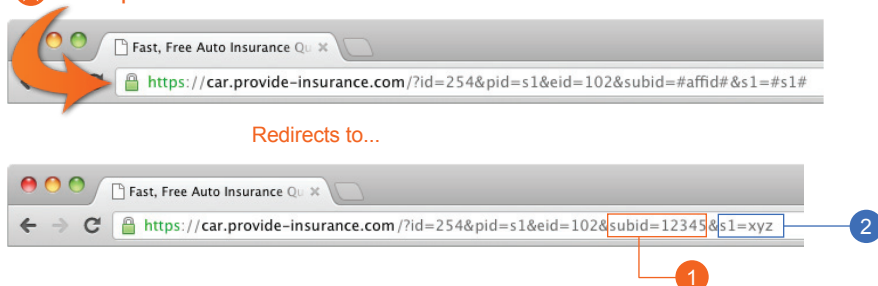 Fast, Free Auto Insurance Qu
https://car.provide-insurance.com/?id=254&pid=s1&eid=102&subid=#affid#&s1=#s1#
Redirects to...
Fast, Free Auto Insurance Qu
https://car.provide-insurance.com/?id=254&pid=s1&eid=102&subid=12345&s1=xyz
2
1